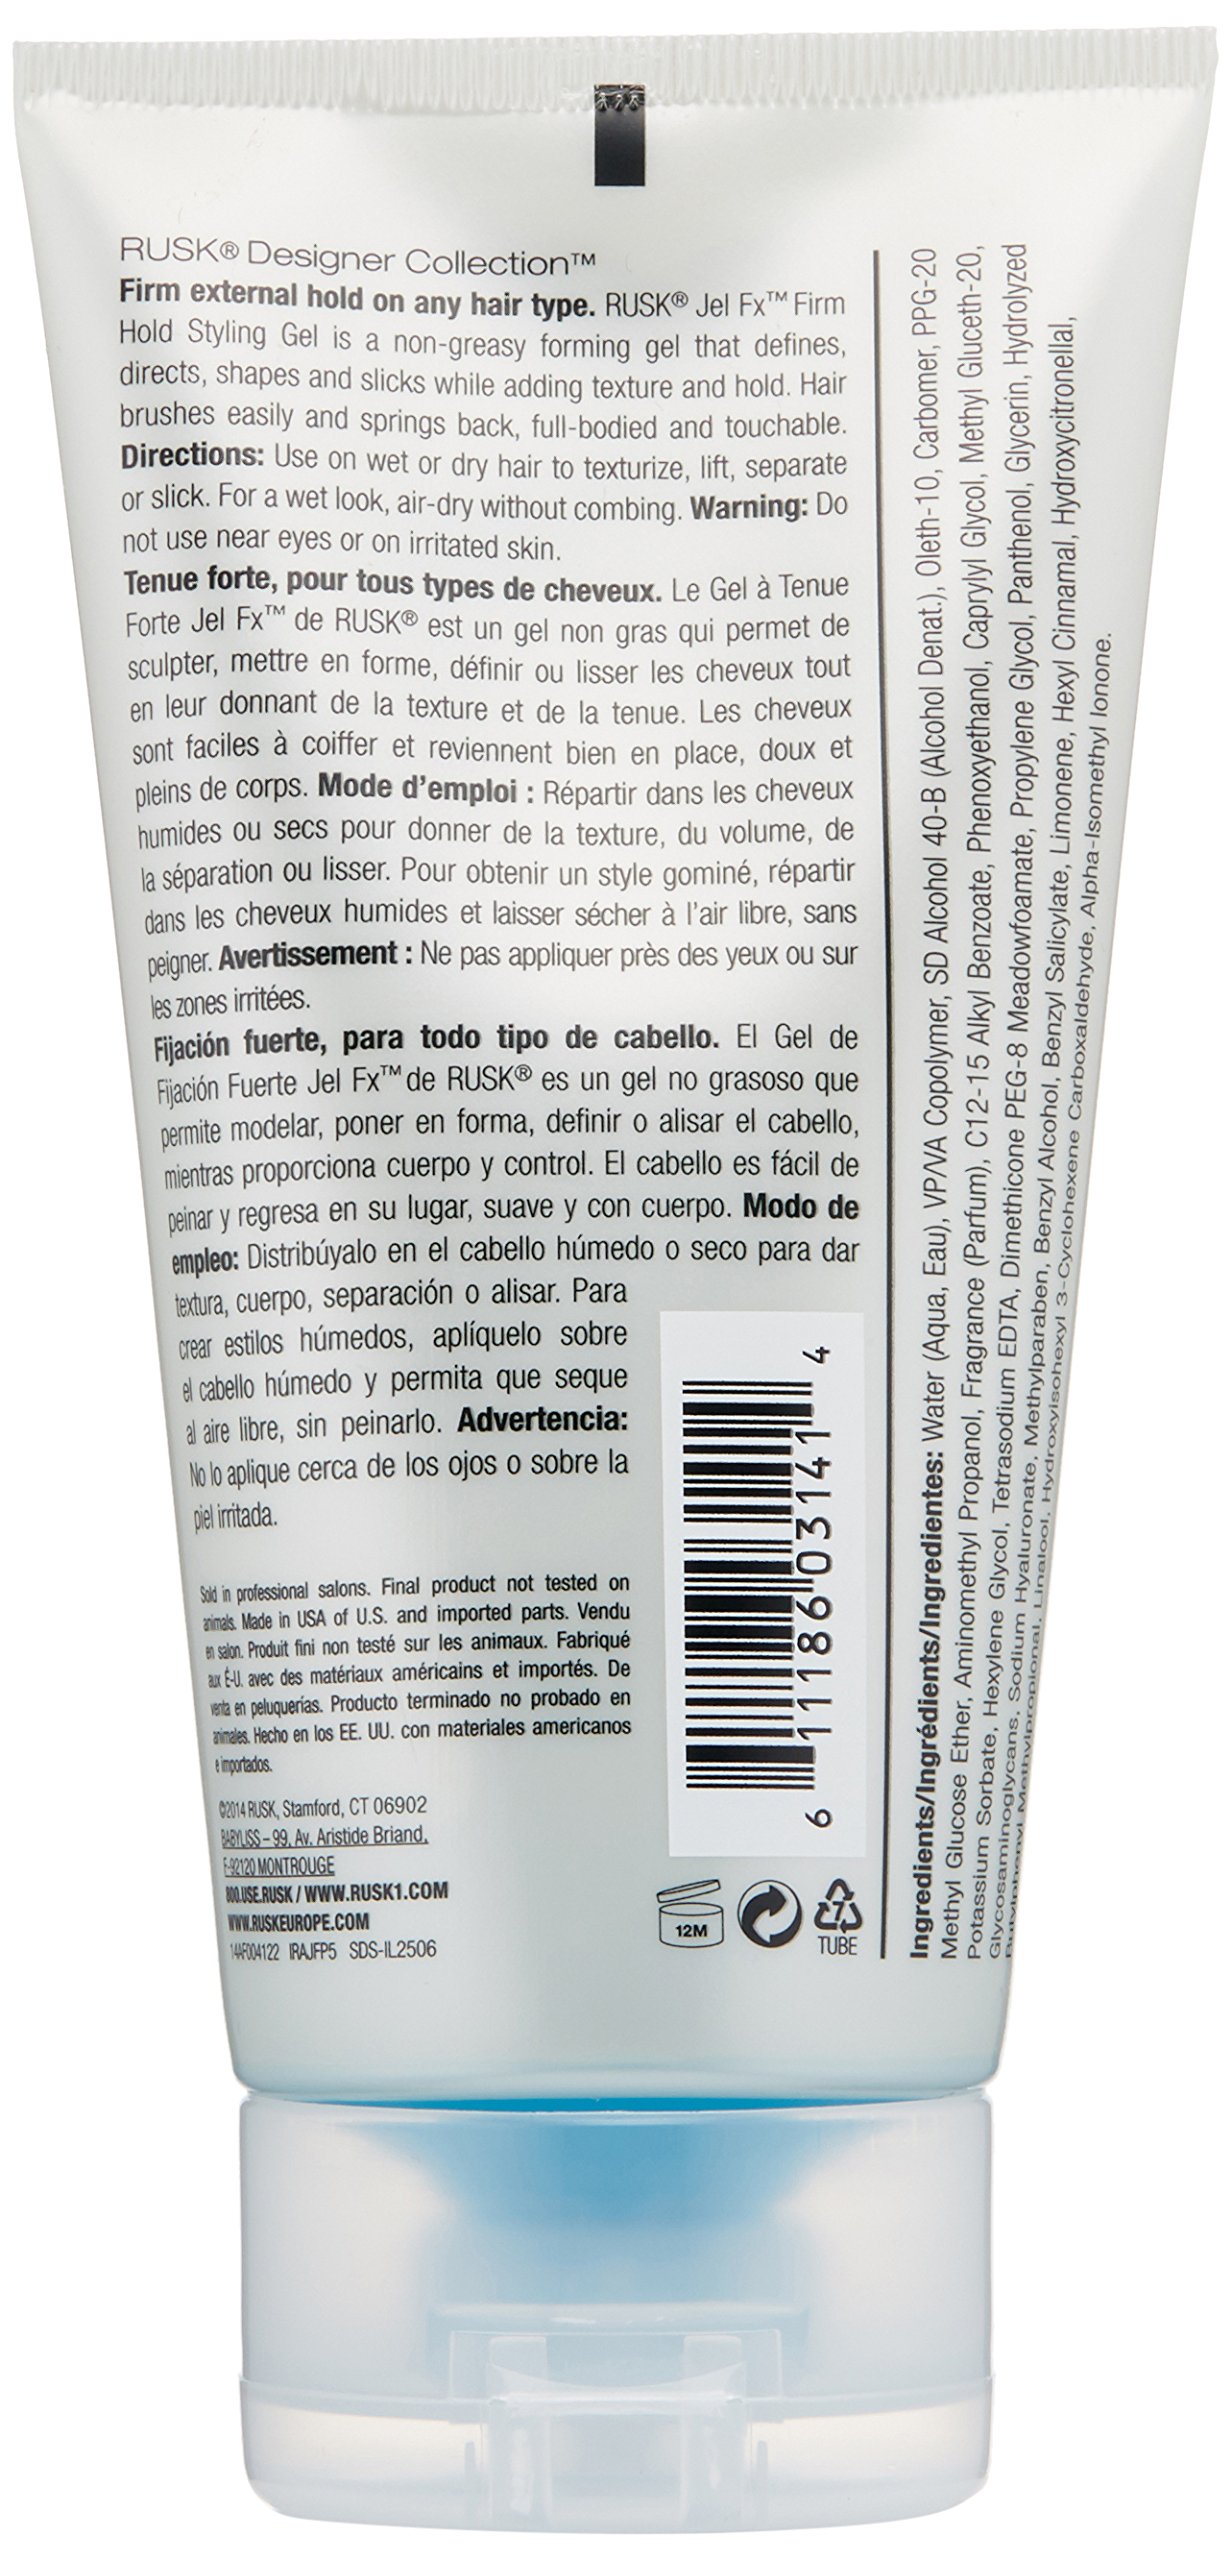 RUSK® Designer Collection™
Firm external hold on any hair type. RUSK® Jel Fx™ Firm
Hold Styling Gel is a non-greasy forming gel that defines,
directs, shapes and slicks while adding texture and hold. Hair
brushes easily and springs back, full-bodied and touchable.
Directions: Use on wet or dry hair to texturize, lift, separate
or slick. For a wet look, air-dry without combing. Warning: Do
not use near eyes or on irritated skin.
Tenue forte, pour tous types de cheveux. Le Gel à Tenue
Forte Jel Fx™ de RUSK® est un gel non gras qui permet de
sculpter, mettre en forme, définir ou lisser les cheveux tout
en leur donnant de la texture et de la tenue. Les cheveux
sont faciles à coiffer et reviennent bien en place, doux et
pleins de corps. Mode d'emploi : Répartir dans les cheveux
humides ou secs pour donner de la texture, du volume, de
la séparation ou lisser. Pour obtenir un style gominé, répartir
dans les cheveux humides et laisser sécher à l'air libre, sans
peigner. Avertissement : Ne pas appliquer près des yeux ou sur
les zones irritées.
Fijación fuerte, para todo tipo de cabello. El Gel de
Fijación Fuerte Jel Fx™ de RUSK® es un gel no grasoso que
permite modelar, poner en forma, definir o alisar el cabello,
mientras proporciona cuerpo y control. El cabello es fácil de
peinar y regresa en su lugar, suave y con cuerpo. Modo de
empleo: Distribúyalo en el cabello húmedo o seco para dar
textura, cuerpo, separación o alisar. Para
crear estilos húmedos, aplíquelo sobre
el cabello húmedo y permita que seque
al aire libre, sin peinarlo. Advertencia:
No lo aplique cerca de los ojos o sobre la
piel irritada.
Sold in professional salons. Final product not tested on
animals. Made in USA of U.S. and imported parts. Vendu
en salon. Produit fini non testé sur les animaux. Fabriqué
aux É-U. avec des matériaux américains et importés. De
venta en peluquerías. Producto terminado no probado en
animales. Hecho en los EE. UU. con materiales americanos
e importados.
©2014 RUSK, Stamford, CT 06902
BABYLISS – 99, Av. Aristide Briand,
F-92120 MONTROUGE
800.USE.RUSK / WWW.RUSK1.COM
WWW.RUSKEUROPE.COM
14AF004122 IRAJFP5 SDS-IL2506
6 11186 03141 4
12M
7
TUBE
Ingredients/Ingrédients/Ingredientes: Water (Aqua, Eau), VP/VA Copolymer, SD Alcohol 40-B (Alcohol Denat.), Oleth-10, Carbomer, PPG-20
Methyl Glucose Ether, Aminomethyl Propanol, Fragrance (Parfum), C12-15 Alkyl Benzoate, Phenoxyethanol, Caprylyl Glycol, Methyl Gluceth-20,
Potassium Sorbate, Hexylene Glycol, Tetrasodium EDTA, Dimethicone PEG-8 Meadowfoamate, Propylene Glycol, Panthenol, Glycerin, Hydrolyzed
Glycosaminoglycans, Sodium Hyaluronate, Methylparaben, Benzyl Alcohol, Benzyl Salicylate, Limonene, Hexyl Cinnamal, Hydroxycitronellal,
Butylphenyl Methylpropional, Linalool, Hydroxyisohexyl 3-Cyclohexene Carboxaldehyde, Alpha-Isomethyl Ionone.